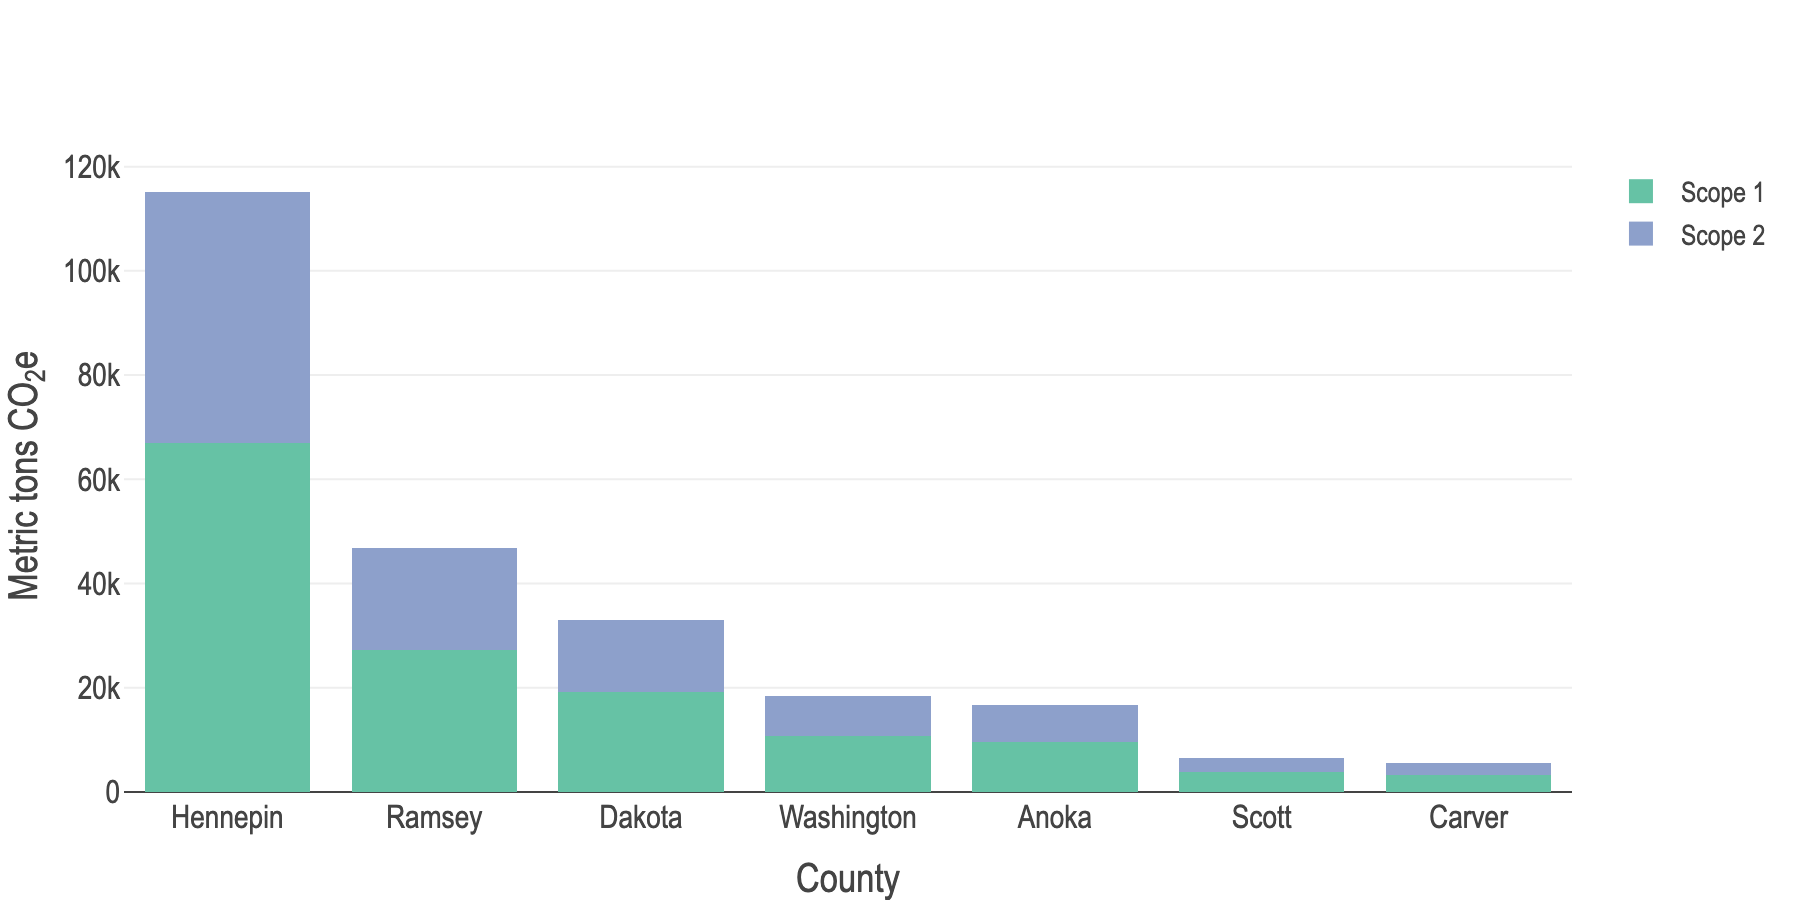 120k
100k
80k
60k
40k
20k
0
Metric tons CO₂e
Hennepin
Ramsey
Dakota
Washington
Anoka
Scott
Carver
County
Scope 1
Scope 2